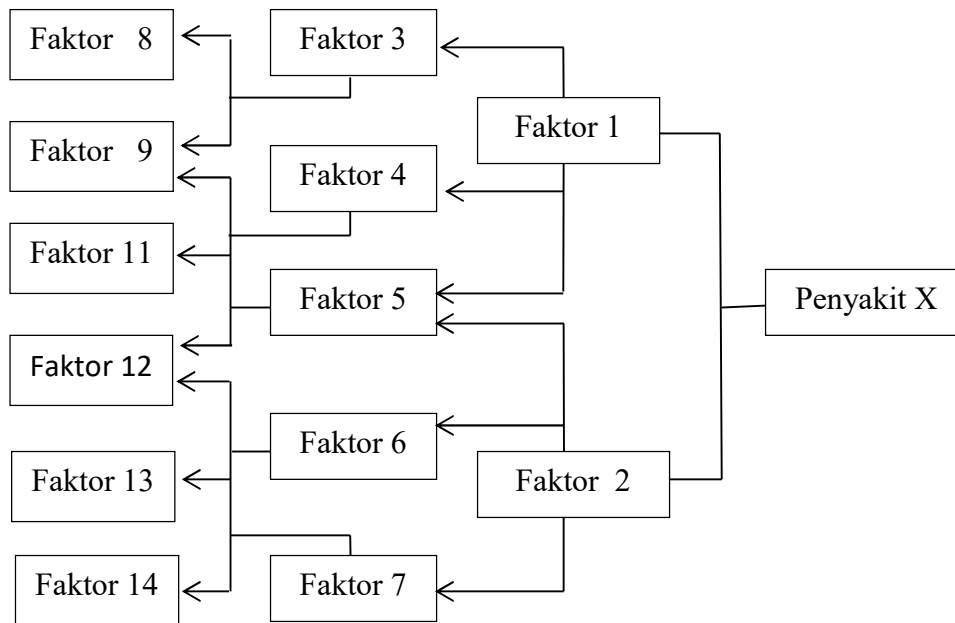 Faktor   8
Faktor 3
Faktor 1
Faktor   9
Faktor 4
Faktor 11
Faktor 5
Penyakit X
Faktor 12
Faktor 6
Faktor 13
Faktor  2
Faktor 14
Faktor 7